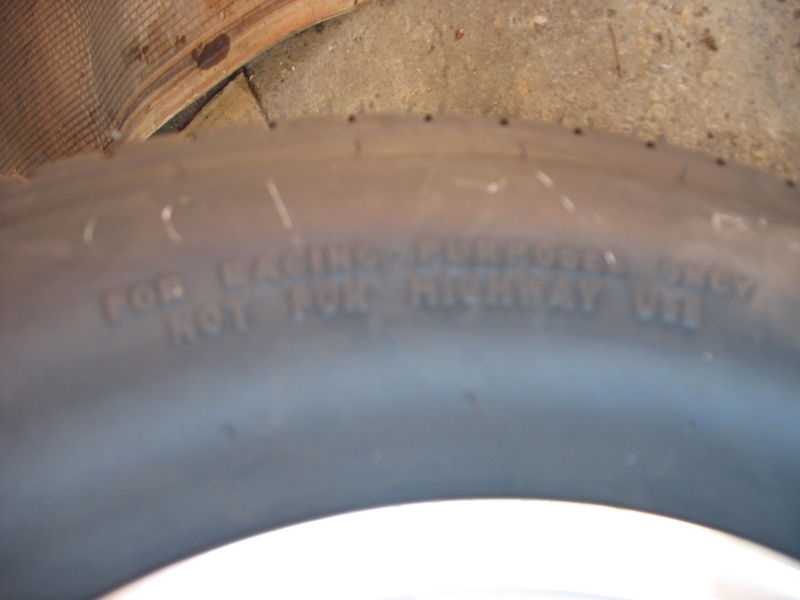 FOR RACING PURPOSES ONLY
NOT FOR HIGHWAY USE